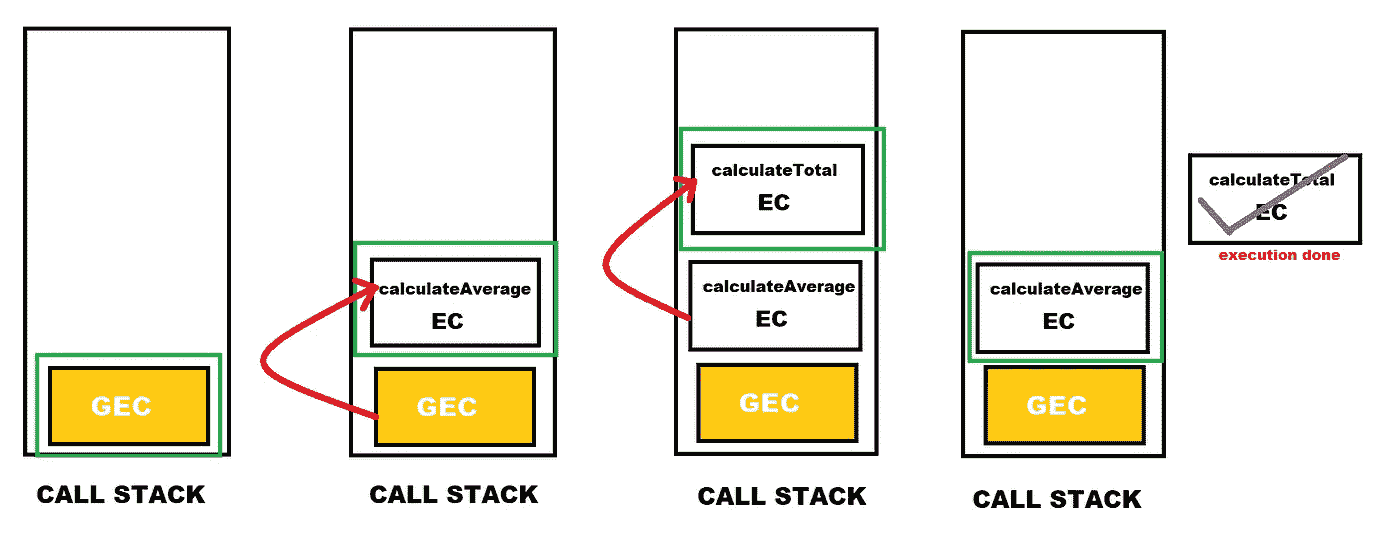 GEC
CALL STACK
calculateAverage
EC
GEC
CALL STACK
calculateTotal
EC
calculateAverage
EC
GEC
CALL STACK
calculateAverage
EC
GEC
CALL STACK
calculateTotal
EC
execution done